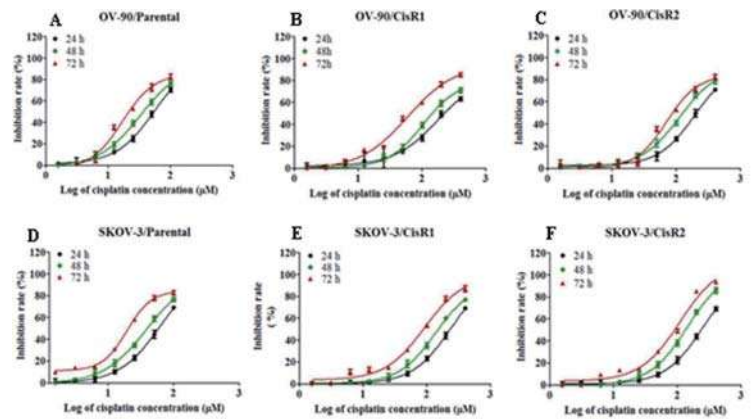 A OV-90/Parental
120
100
80
60
40
20
0
Inhibition rate (%)
24 h
48 h
72 h
0 1 2 3
Log of cisplatin concentration (μM)
B OV-90/CisR1
120
100
80
60
40
20
0
Inhibition rate (%)
24h
48h
72h
0 1 2 3
Log of cisplatin concentration (μM)
C OV-90/CisR2
120
100
80
60
40
20
0
Inhibition rate (%)
24 h
48 h
72 h
0 1 2 3
Log of cisplatin concentration (μM)
D SKOV-3/Parental
120
100
80
60
40
20
0
Inhibition rate (%)
24 h
48 h
72 h
0 1 2 3
Log of cisplatin concentration (μM)
E SKOV-3/CisR1
120
100
80
60
40
20
0
Inhibition rate
( %)
24 h
48 h
72 h
0 1 2 3
Log of cisplatin concentration (μM)
F SKOV-3/CisR2
120
100
80
60
40
20
0
Inhibition rate (%)
24 h
48 h
72 h
0 1 2 3
Log of cisplatin concentration (μM)